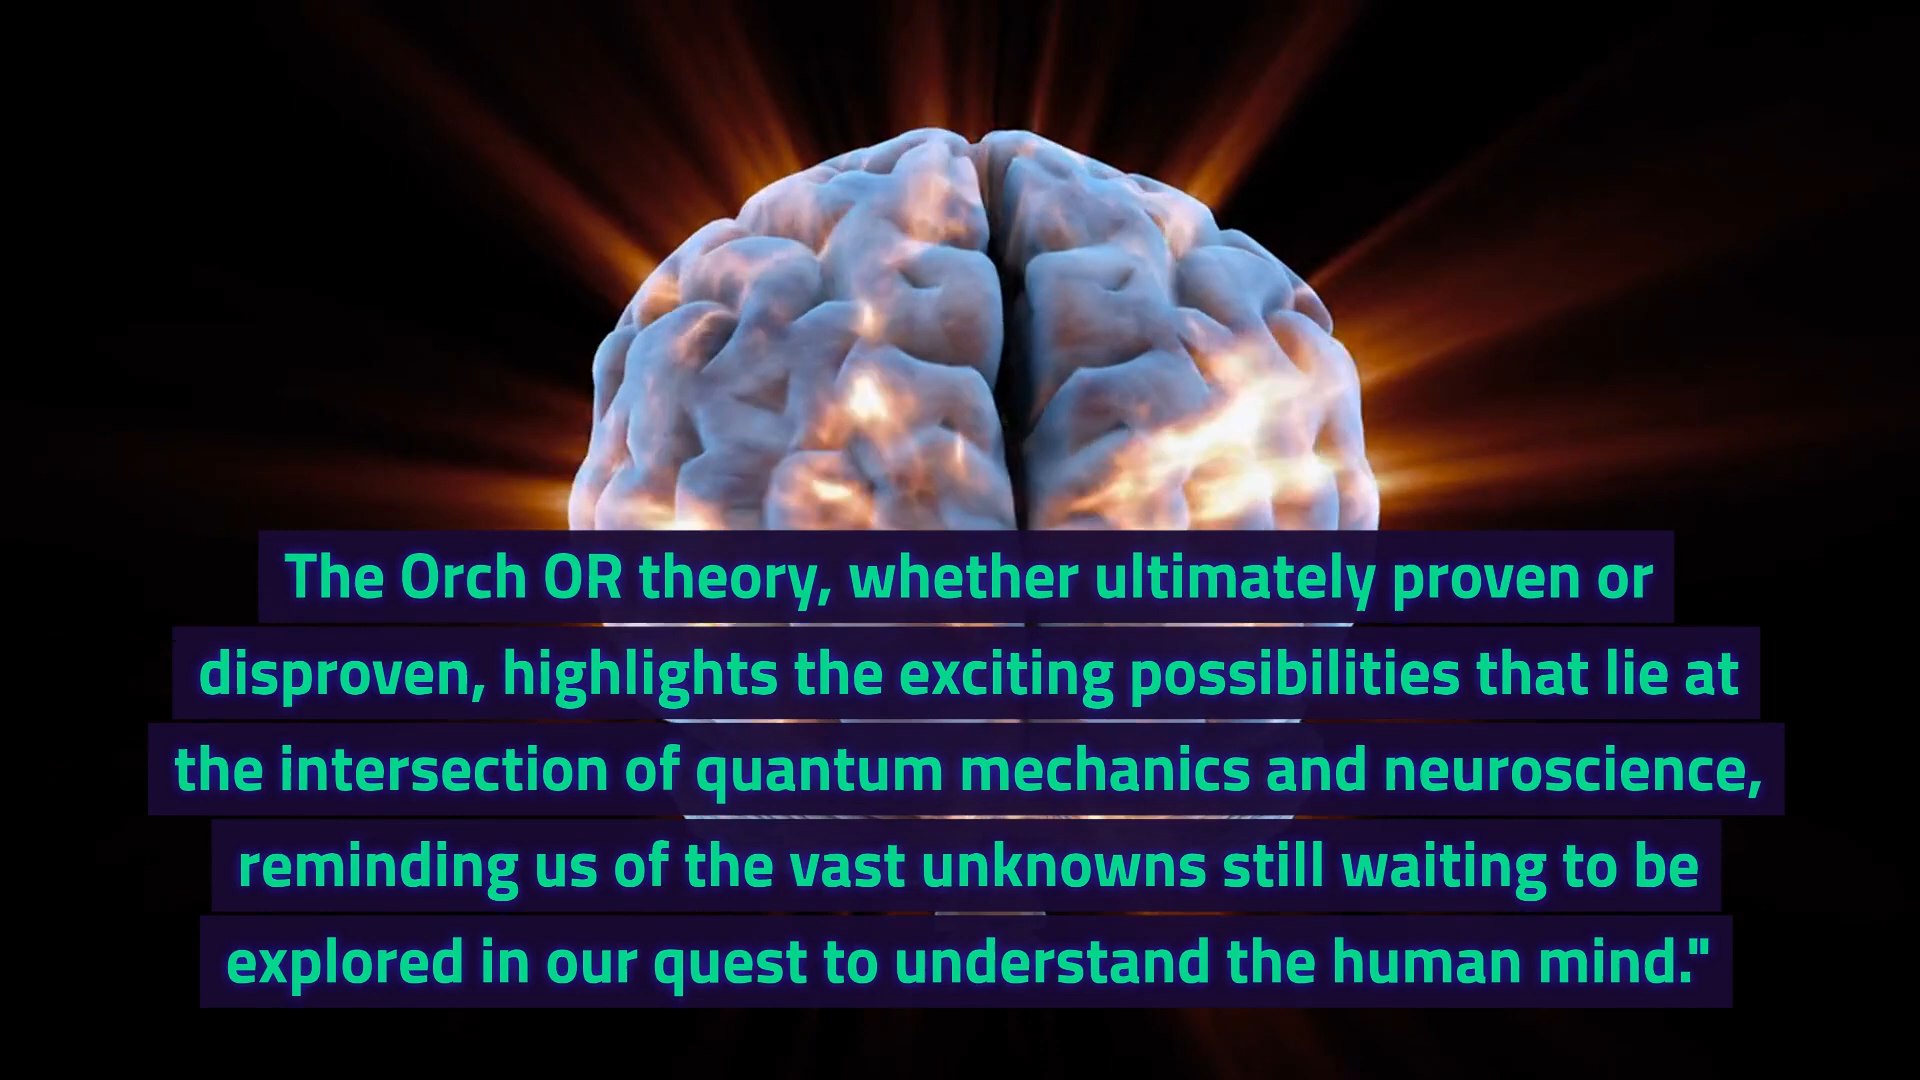 The Orch OR theory, whether ultimately proven or
disproven, highlights the exciting possibilities that lie at
the intersection of quantum mechanics and neuroscience,
reminding us of the vast unknowns still waiting to be
explored in our quest to understand the human mind."